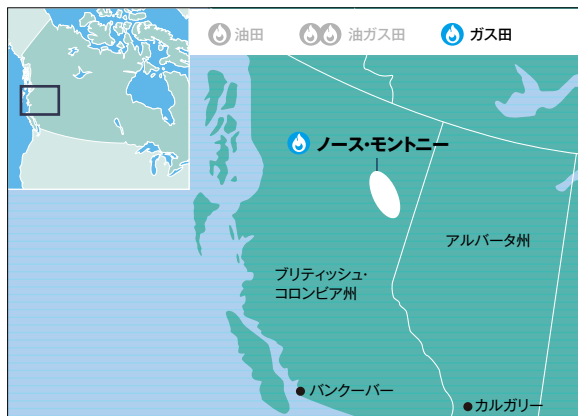 油田
油ガス田
ガス田
ノース・モントニー
アルバータ州
ブリティッシュ・
コロンビア州
バンクーバー
カルガリー